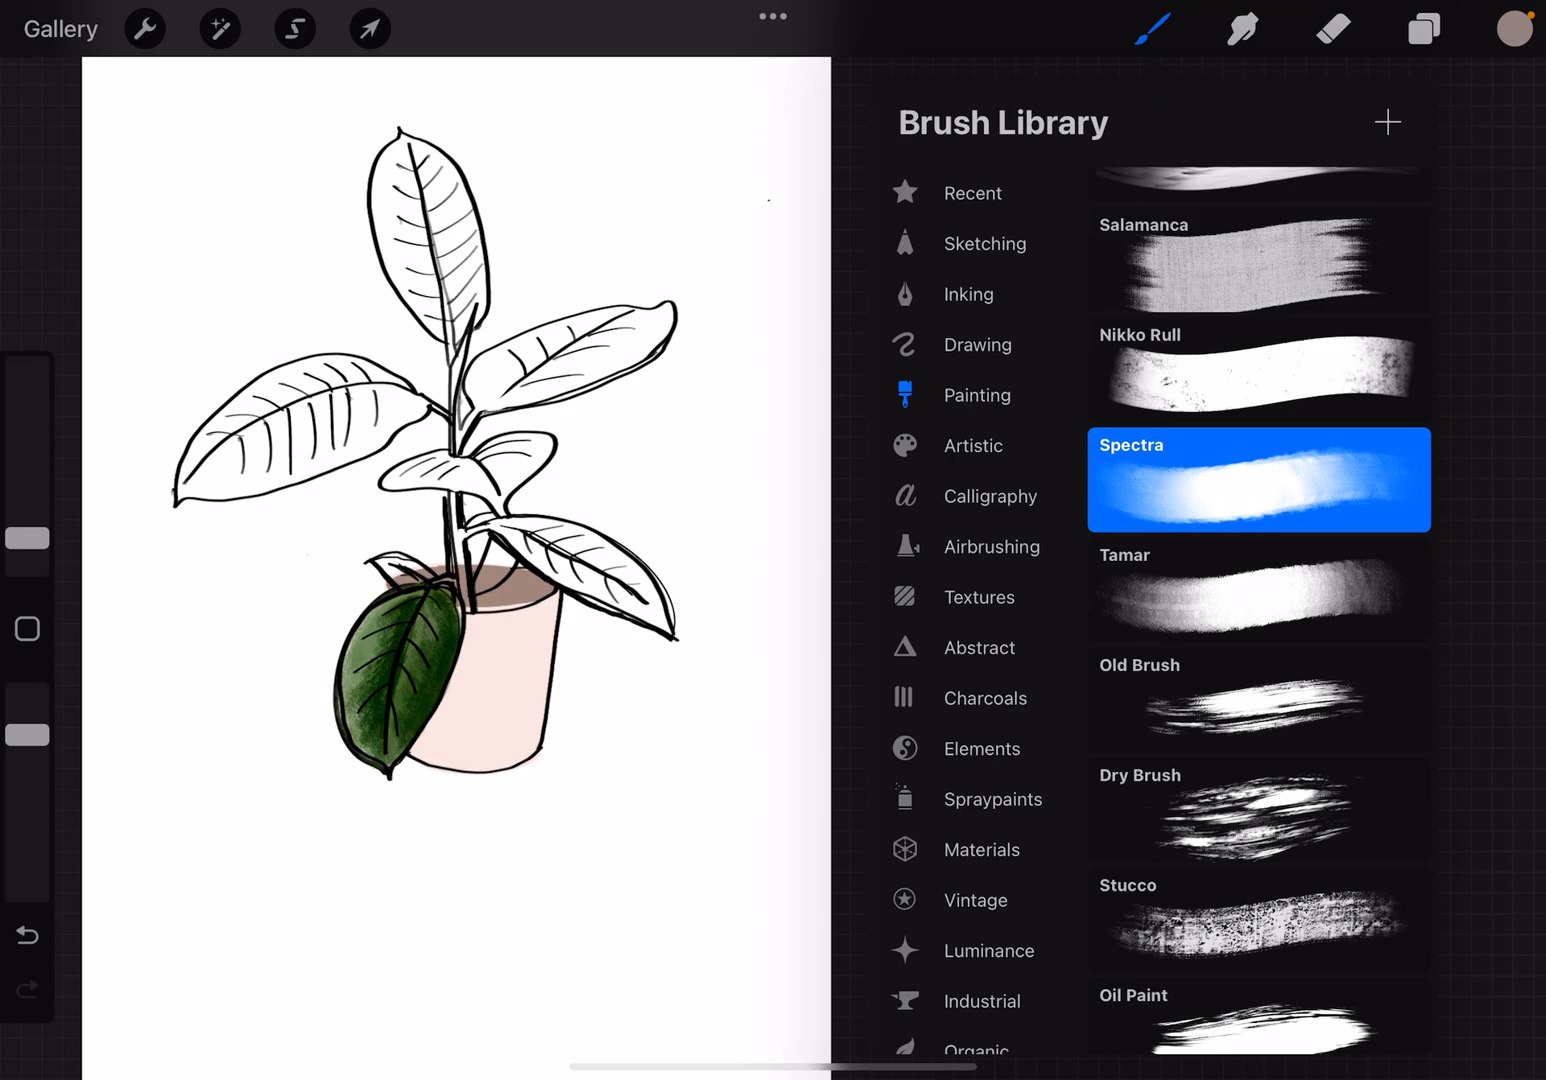 Gallery
Brush Library
Recent
Sketching
Inking
Drawing
Painting
Artistic
Calligraphy
Airbrushing
Textures
Abstract
Charcoals
Elements
Spraypaints
Materials
Vintage
Luminance
Industrial
Organic
Salamanca
Nikko Rull
Spectra
Tamar
Old Brush
Dry Brush
Stucco
Oil Paint